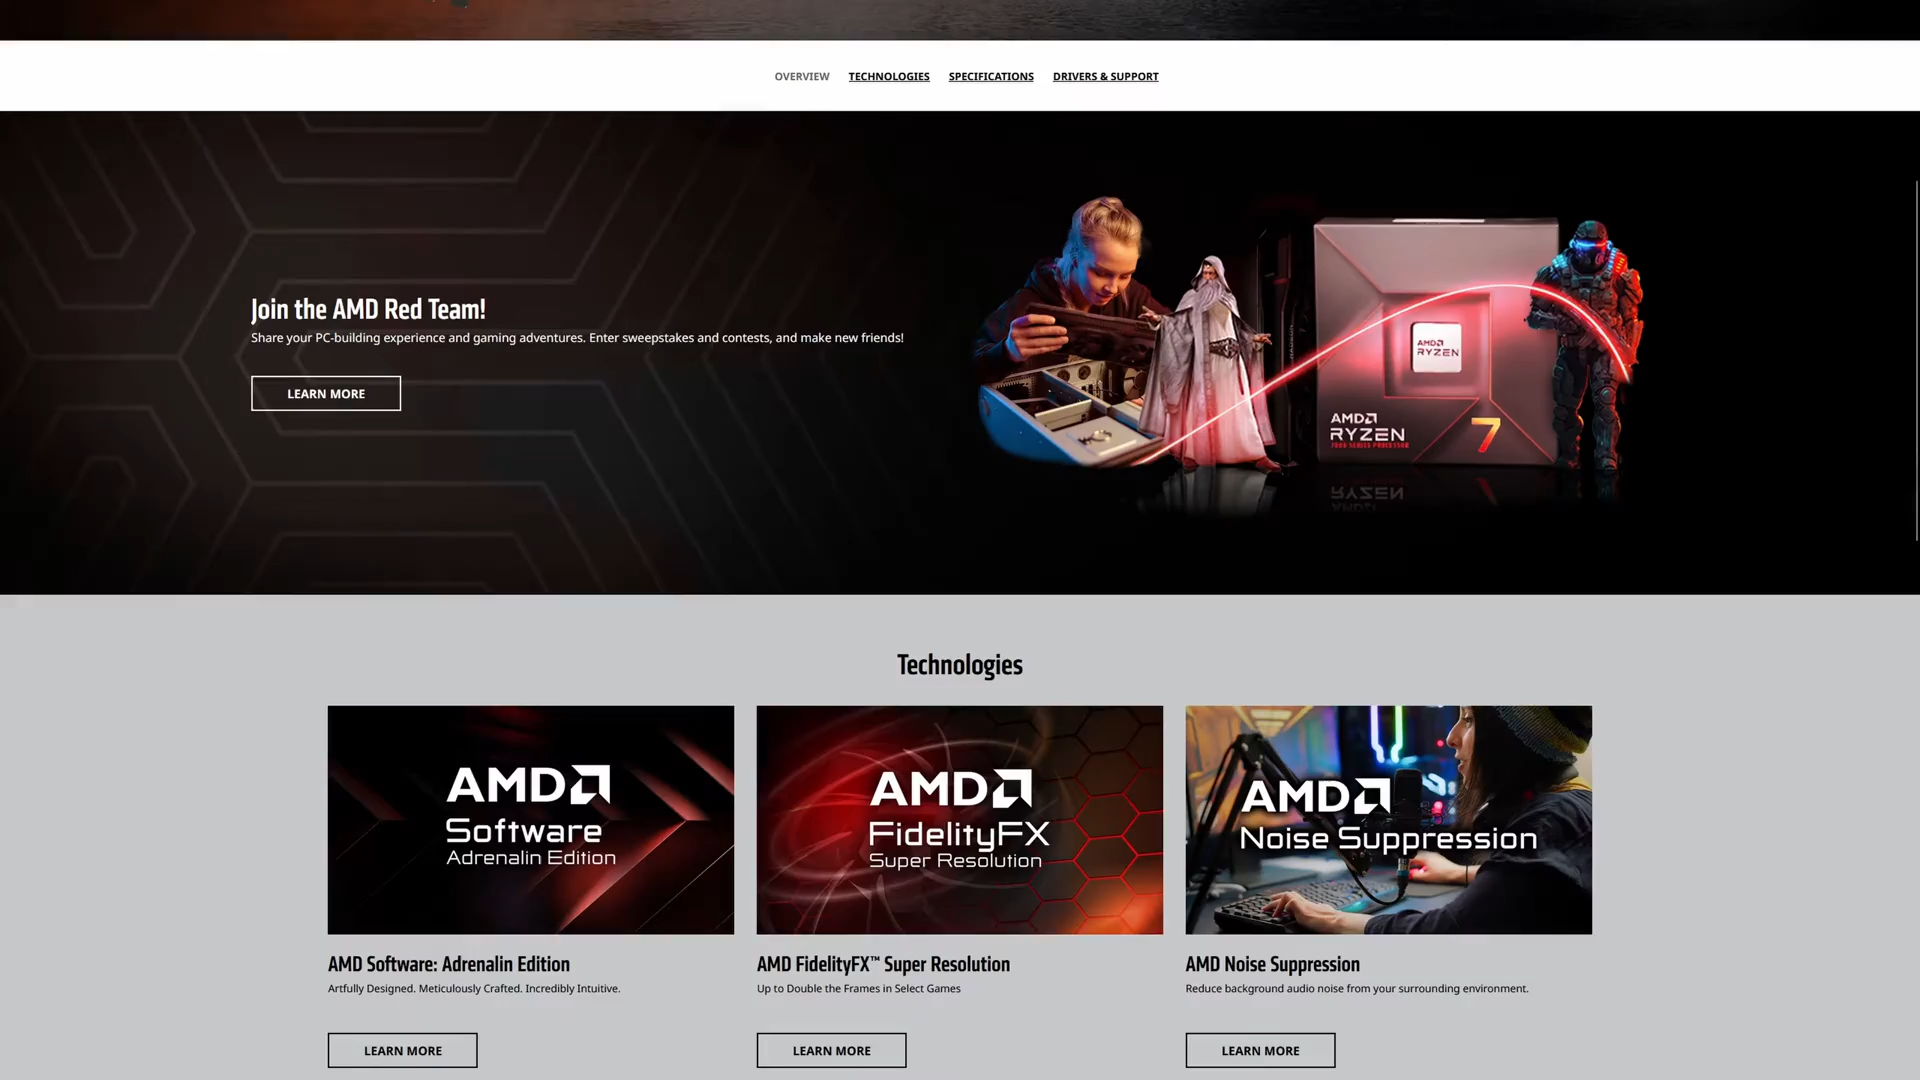 OVERVIEW TECHNOLOGIES SPECIFICATIONS DRIVERS & SUPPORT
Join the AMD Red Team!
Share your PC-building experience and gaming adventures. Enter sweepstakes and contests, and make new friends!
LEARN MORE
AMD
RYZEN
AMD
RYZEN
7000 SERIES PROCESSOR
7
Technologies
AMD
Software
Adrenalin Edition
AMD
FidelityFX
Super Resolution
AMD
Noise Suppression
AMD Software: Adrenalin Edition
Artfully Designed. Meticulously Crafted. Incredibly Intuitive.
LEARN MORE
AMD FidelityFX™ Super Resolution
Up to Double the Frames in Select Games
LEARN MORE
AMD Noise Suppression
Reduce background audio noise from your surrounding environment.
LEARN MORE